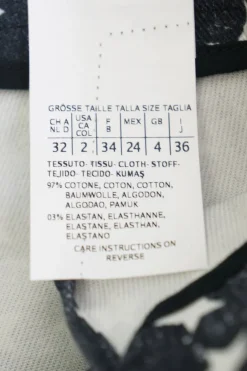 GRÖSSE TAILLE TALLA SIZE TAGLIA
CH A NL D USA CA COL F B MEX GB I J
32 2 34 24 4 36
TESSUTO-TISSU-CLOTH-STOFF-
TEJIDO-TECIDO-KUMAŞ
97% COTONE, COTON, COTTON,
BAUMWOLLE, ALGODON,
ALGODAO, PAMUK
03% ELASTAN, ELASTHANNE,
ELASTANE, ELASTHAN,
ELASTANO
CARE INSTRUCTIONS ON
REVERSE